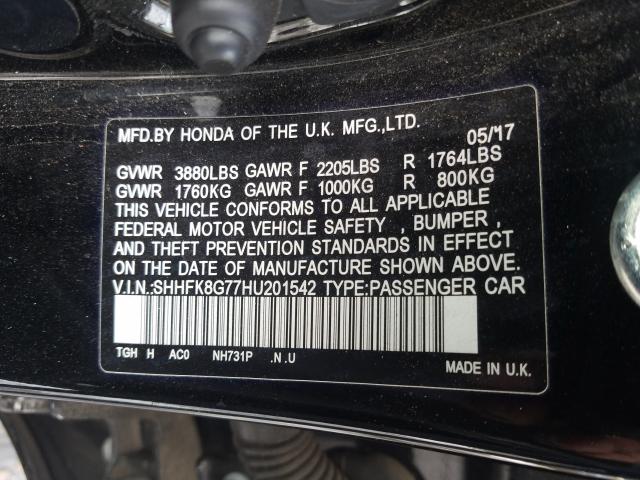 MFD.BY HONDA OF THE U.K. MFG.,LTD. 05/17
GVWR 3880LBS GAWR F 2205LBS R 1764LBS
GVWR 1760KG GAWR F 1000KG R 800KG
THIS VEHICLE CONFORMS TO ALL APPLICABLE
FEDERAL MOTOR VEHICLE SAFETY , BUMPER ,
AND THEFT PREVENTION STANDARDS IN EFFECT
ON THE DATE OF MANUFACTURE SHOWN ABOVE.
V.I.N.:SHHFK8G77HU201542 TYPE:PASSENGER CAR
TGH H AC0 NH731P .N .U
MADE IN U.K.